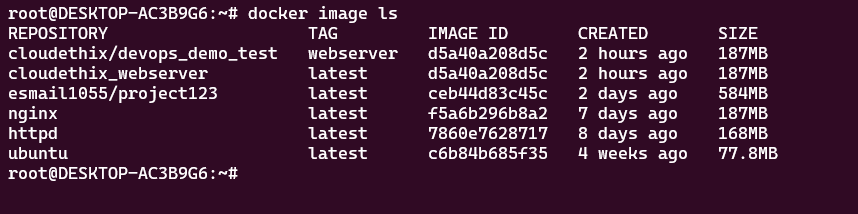 root@DESKTOP-AC3B9G6:~# docker image ls
REPOSITORY TAG IMAGE ID CREATED SIZE
cloudethix/devops_demo_test webserver d5a40a208d5c 2 hours ago 187MB
cloudethix_webserver latest d5a40a208d5c 2 hours ago 187MB
esmail1055/project123 latest ceb44d83c45c 2 days ago 584MB
nginx latest f5a6b296b8a2 7 days ago 187MB
httpd latest 7860e7628717 8 days ago 168MB
ubuntu latest c6b84b685f35 4 weeks ago 77.8MB
root@DESKTOP-AC3B9G6:~#